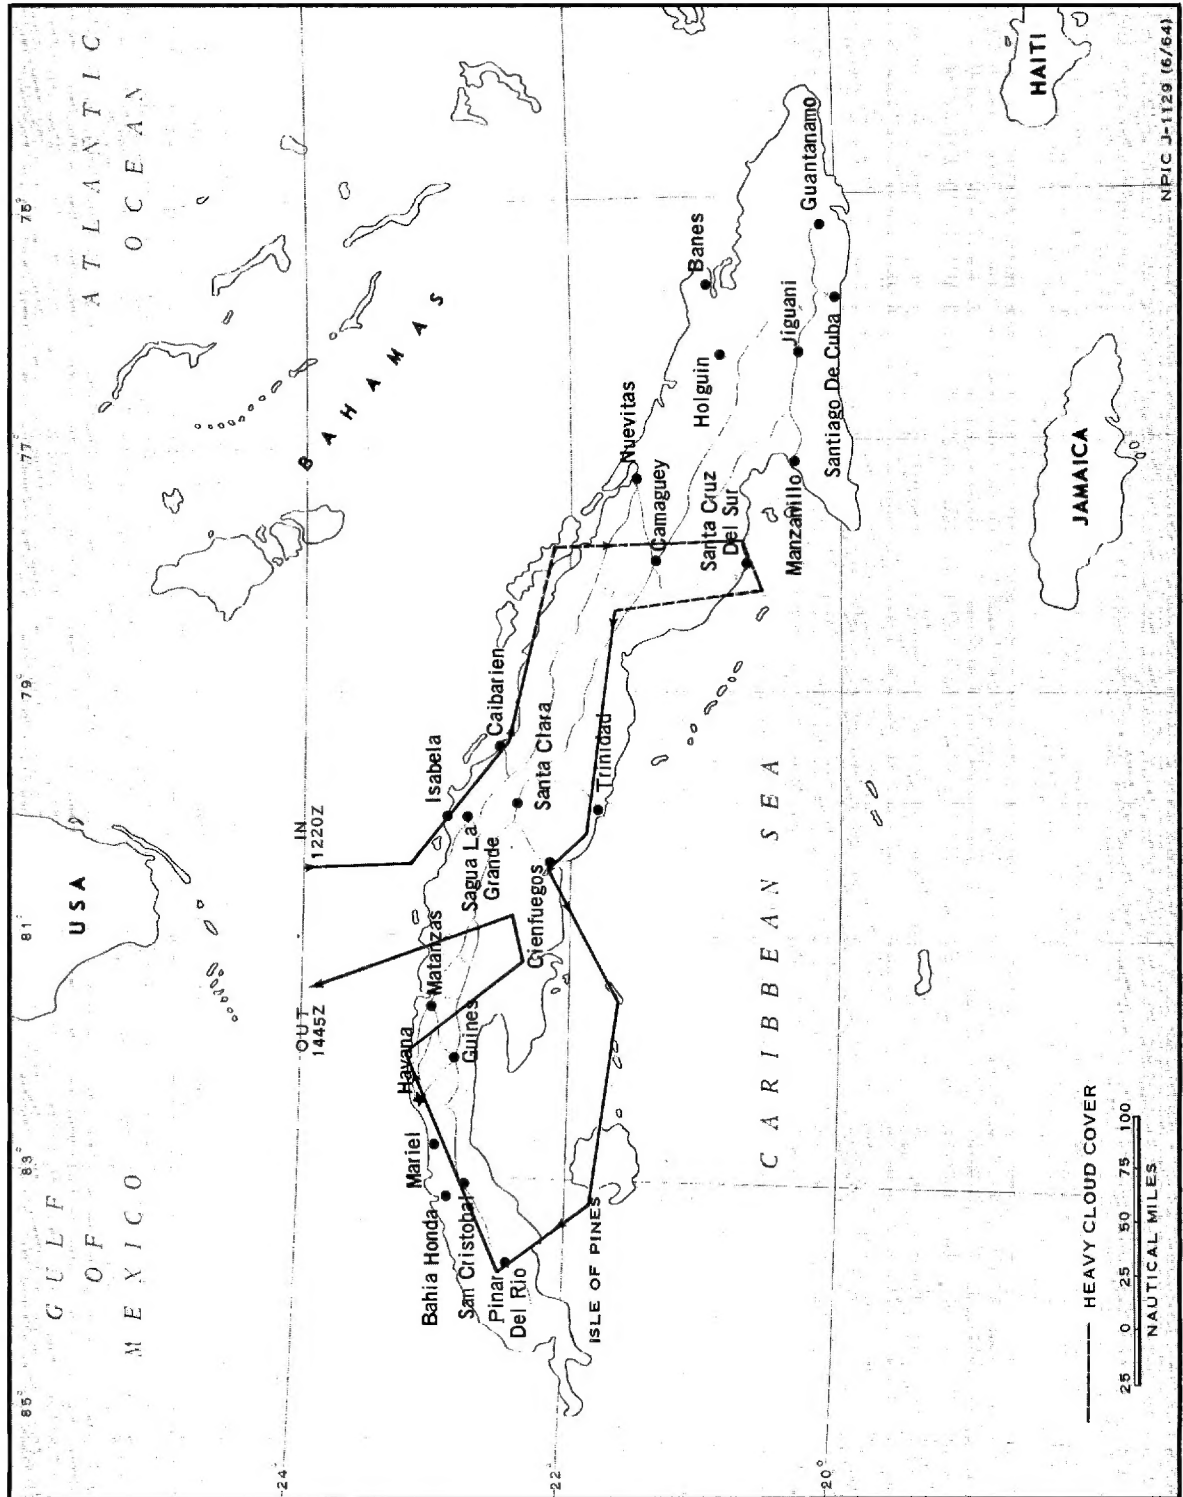 85°
83°
81°
79°
77°
75°
GULF
OF
MEXICO
USA
ATLANTIC
OCEAN
BAHAMAS
24°
22°
20°
OUT
1445Z
IN
1220Z
Havana
Matanzas
Mariel
Guines
Bahia Honda
San Cristobal
Pinar
Del Rio
Isabela
Sagua La
Grande
Caibarien
Santa Clara
Cienfuegos
Trinidad
Nuevitas
Camaguey
Santa Cruz
Del Sur
Banes
Holguin
Jiguani
Manzanillo
Santiago De Cuba
Guantanamo
ISLE OF PINES
CARIBBEAN SEA
JAMAICA
HAITI
HEAVY CLOUD COVER
25 0 25 50 75 100
NAUTICAL MILES
NPIC J-1129 (6/64)